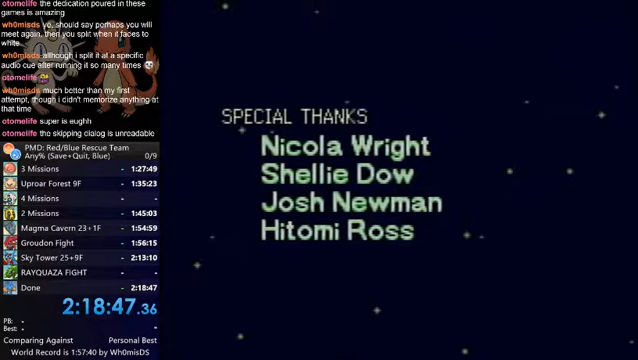 otomelife the dedication poured in these
games is amazing
wh0misds yo, should say perhaps you will
meet again, then you split when it faces to
white
wh0misds although i split it at a specific
audio cue after running it so many times
otomelife
wh0misds much better than my first
attempt, though i didn't memorize anything at
that time
otomelife super is eughh
otomelife the skipping dialog is unreadable
PMD: Red/Blue Rescue Team
Any% (Save+Quit, Blue) 0/9
3 Missions - 1:27:49
Uproar Forest 9F - 1:35:23
4 Missions - -
2 Missions - 1:45:03
Magma Cavern 23+1F - 1:54:59
Groudon Fight - 1:56:15
Sky Tower 25+9F - 2:13:10
RAYQUAZA FIGHT - -
Done - 2:18:47
2:18:47.36
PB: -
Best: - -
Comparing Against Personal Best
World Record is 1:57:40 by Wh0misDS
SPECIAL THANKS
Nicola Wright
Shellie Dow
Josh Newman
Hitomi Ross